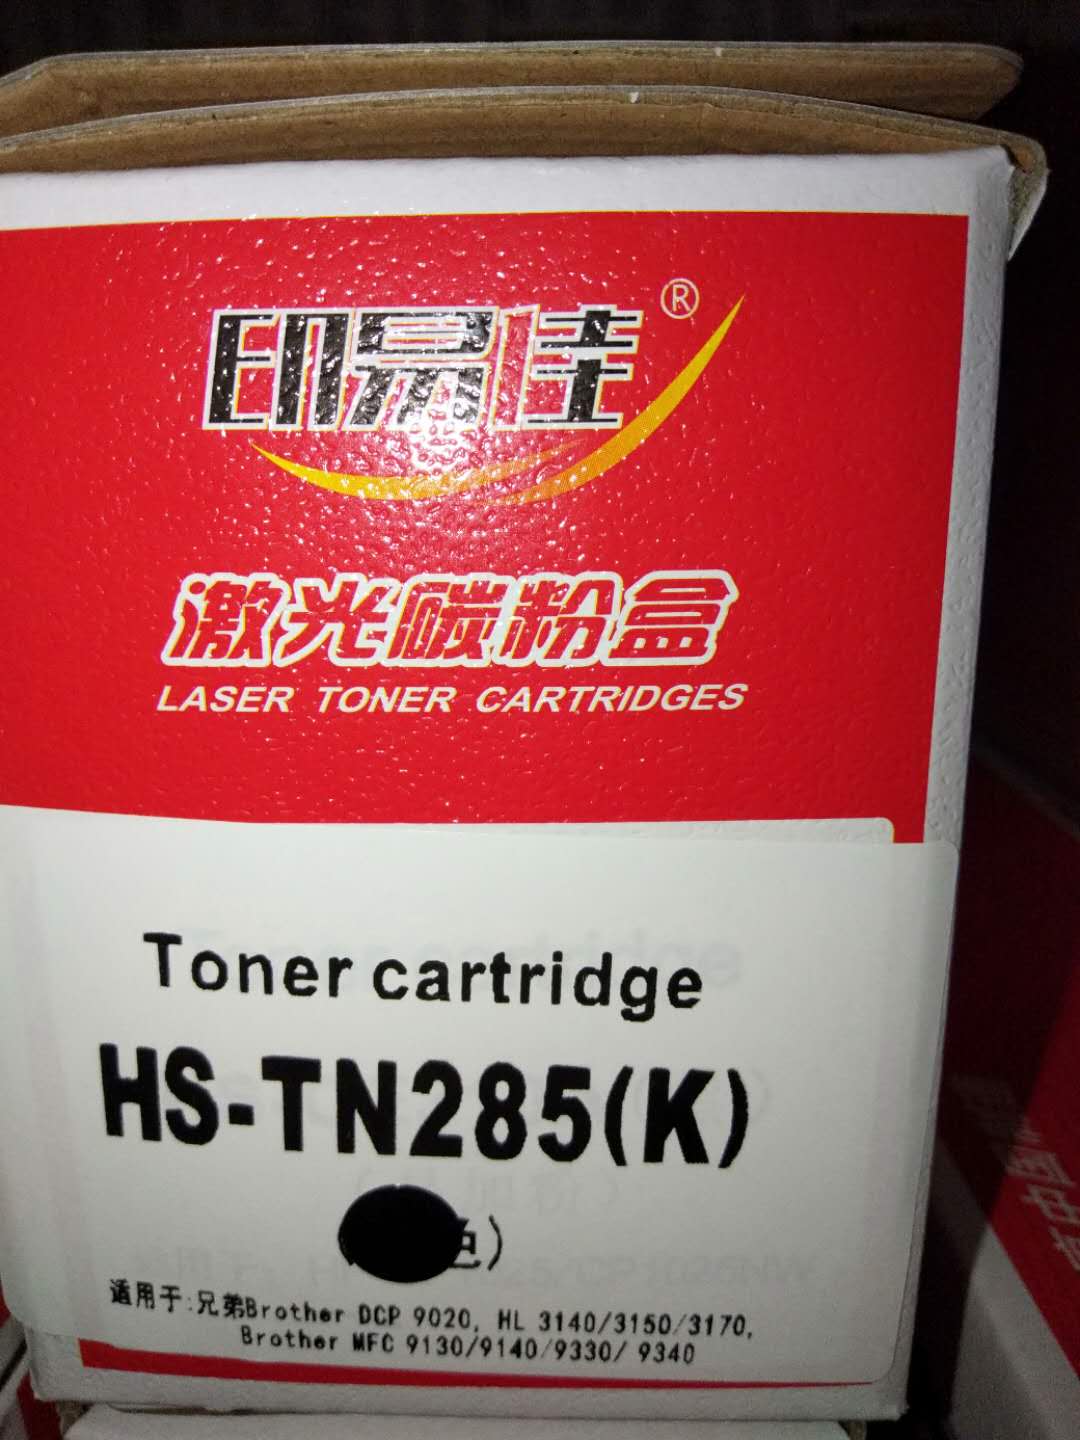 印易佳®
激光碳粉盒
LASER TONER CARTRIDGES
Toner cartridge
HS-TN285(K)
色)
适用于:兄弟Brother DCP 9020, HL 3140/3150/3170,
Brother MFC 9130/9140/9330/ 9340